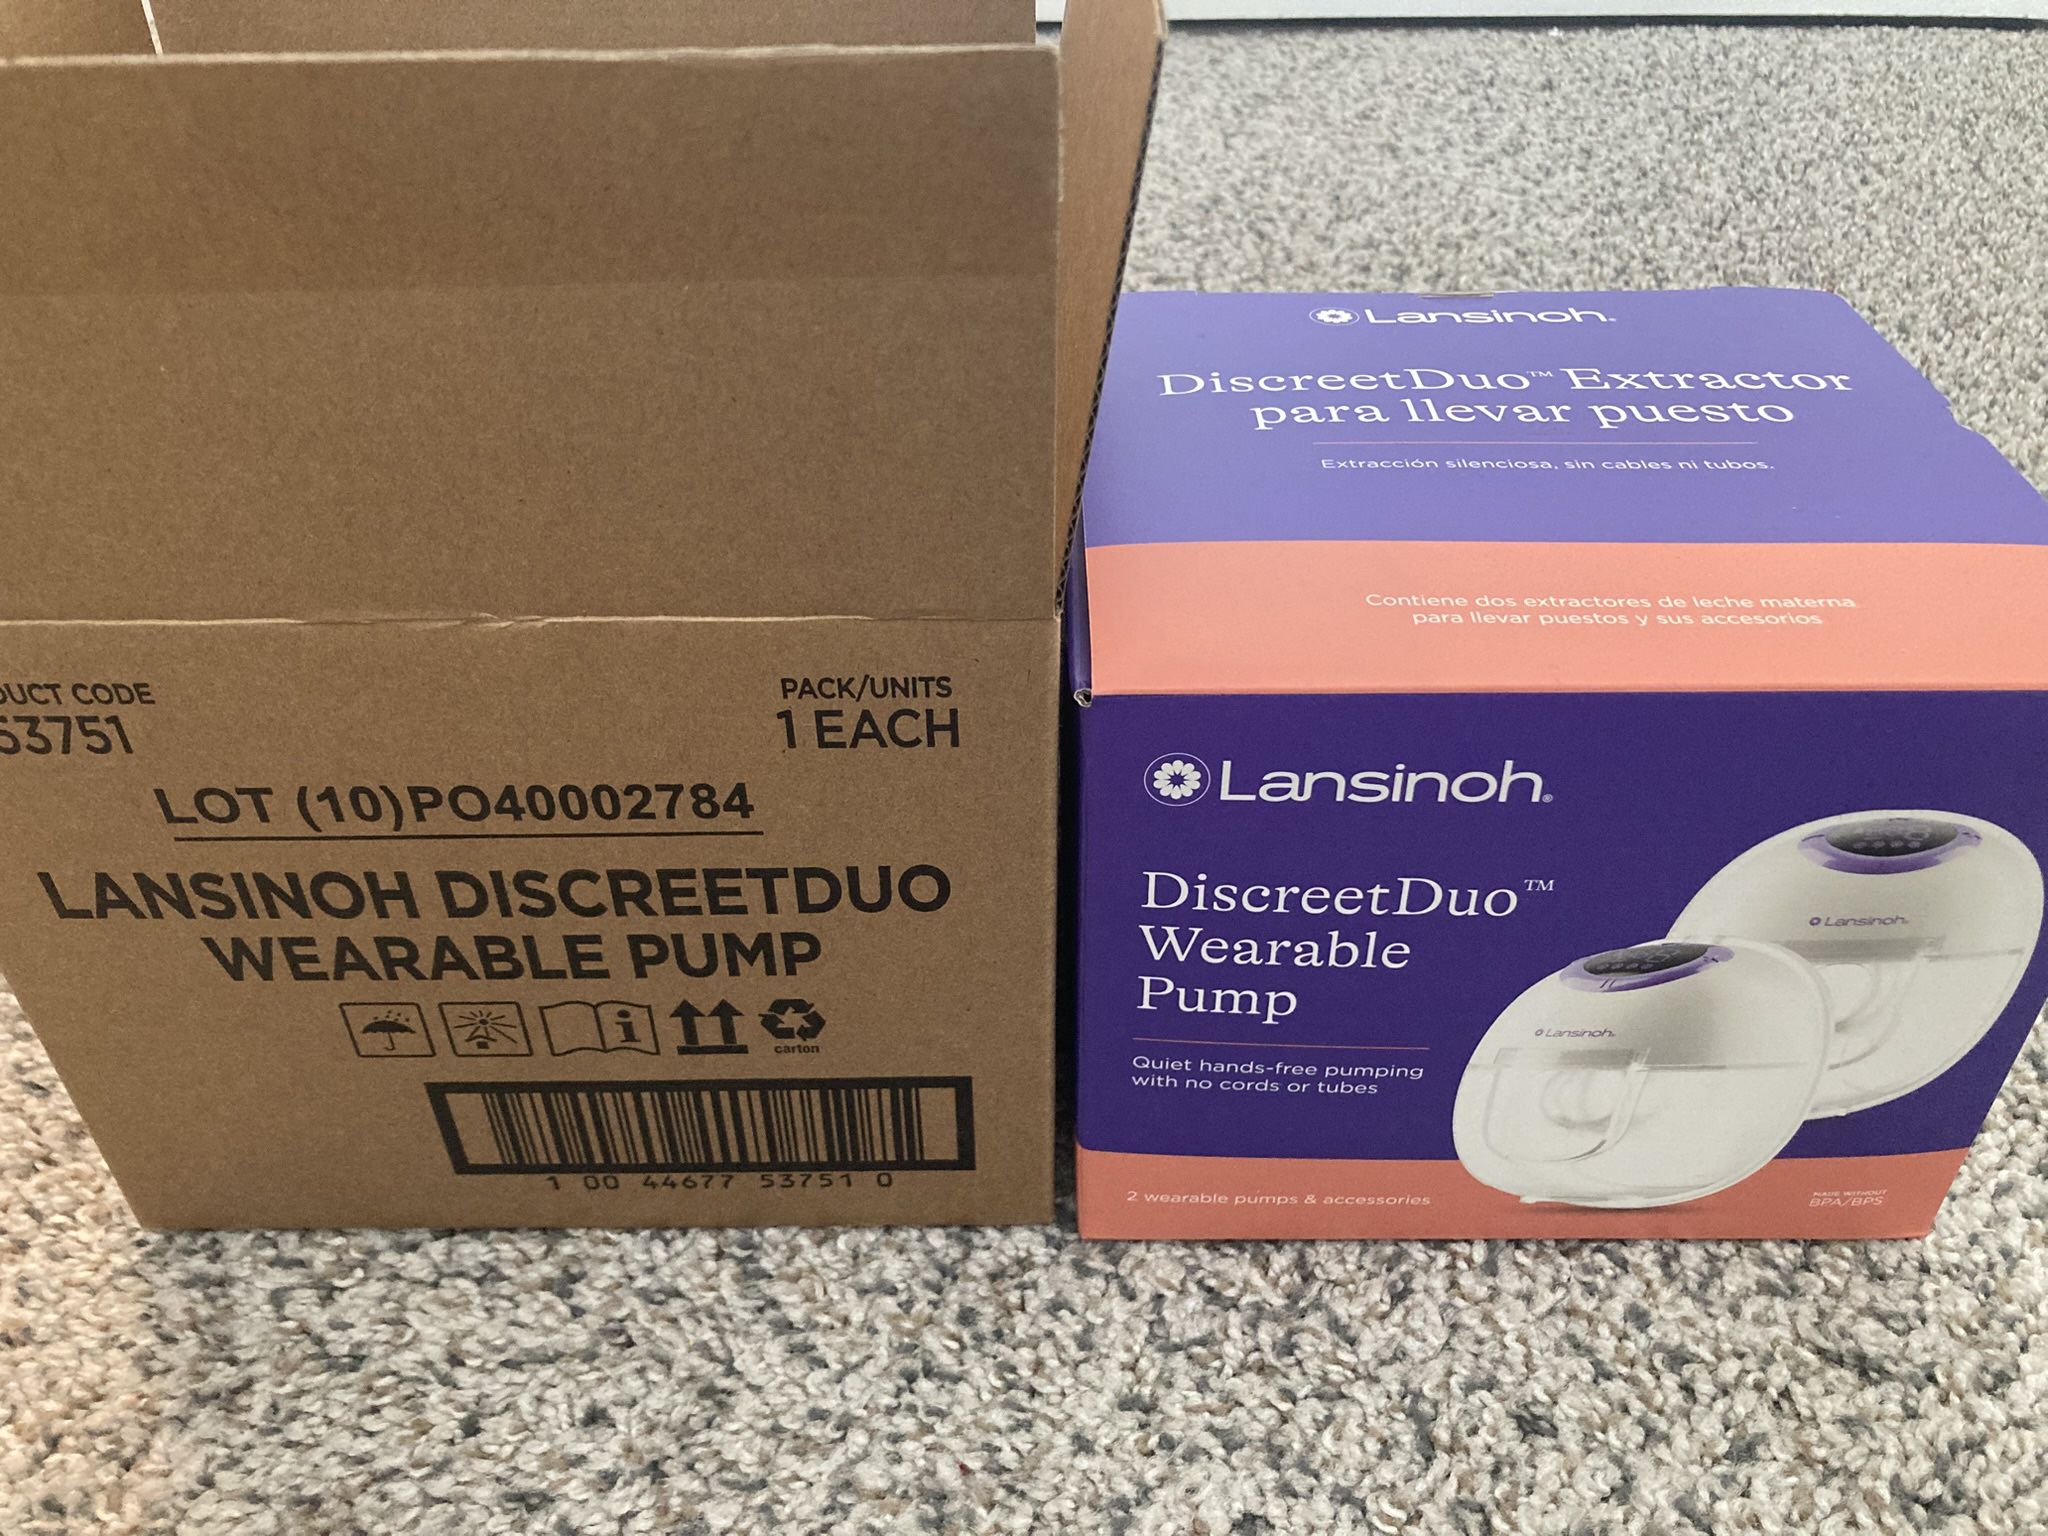 DUCT CODE
53751
PACK/UNITS
1 EACH
LOT (10)PO40002784
LANSINOH DISCREETDUO
WEARABLE PUMP
i
carton
1 00 44677 53751 0
Lansinoh®
DiscreetDuo™ Extractor
para llevar puesto
Extracción silenciosa, sin cables ni tubos.
Contiene dos extractores de leche materna
para llevar puestos y sus accesorios
Lansinoh®
DiscreetDuo™
Wearable
Pump
Quiet hands-free pumping
with no cords or tubes
Lansinoh®
Lansinoh®
2 wearable pumps & accessories
MADE WITHOUT
BPA/BPS